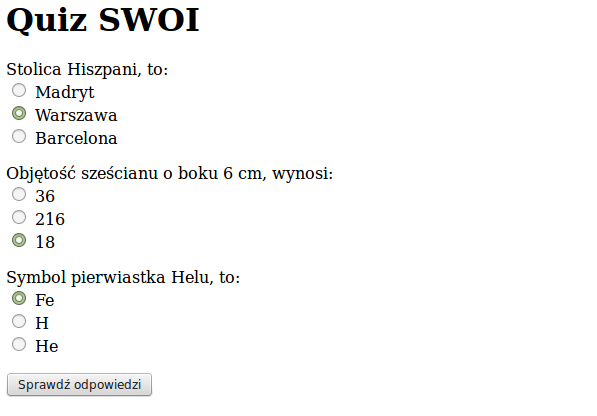 Quiz SWOI
Stolica Hiszpani, to:
Madryt
Warszawa
Barcelona
Objętość sześcianu o boku 6 cm, wynosi:
36
216
18
Symbol pierwiastka Helu, to:
Fe
H
He
Sprawdź odpowiedzi